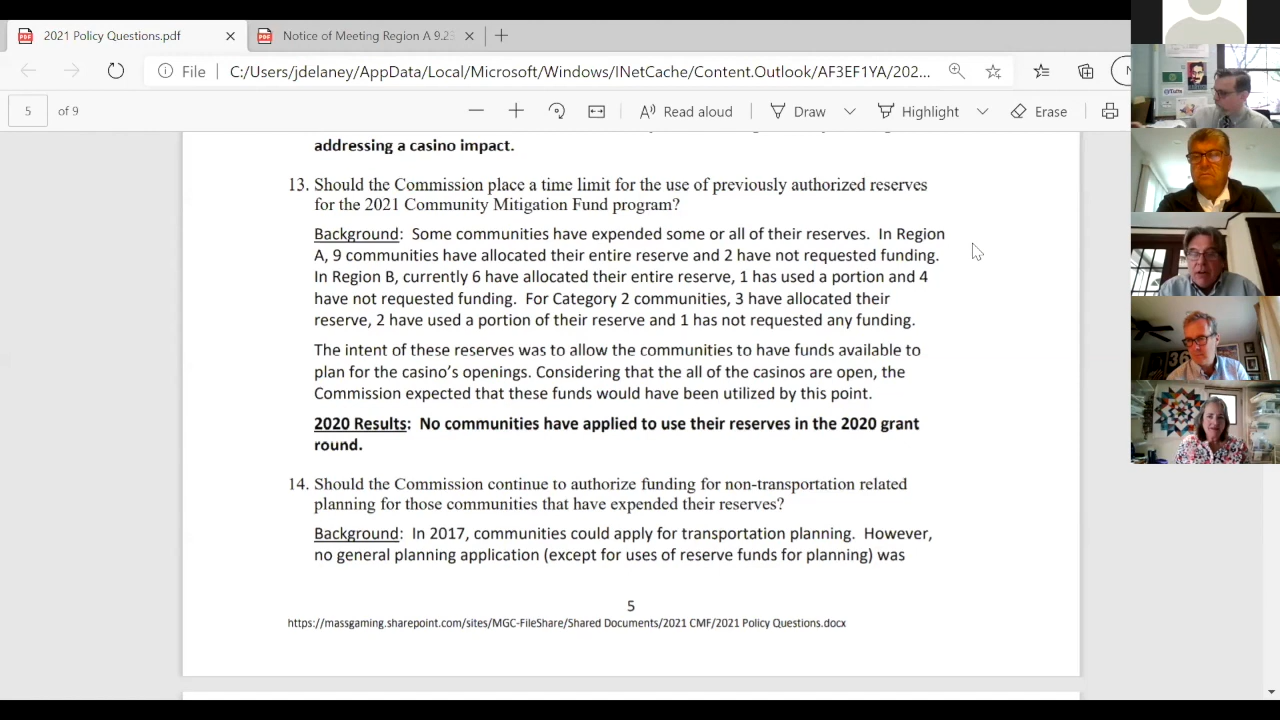 2021 Policy Questions.pdf
Notice of Meeting Region A 9.23
File
C:/Users/jdelaney/AppData/Local/Microsoft/Windows/INetCache/Content.Outlook/AF3EF1YA/202...
5 of 9
Read aloud
Draw
Highlight
Erase
addressing a casino impact.
13. Should the Commission place a time limit for the use of previously authorized reserves
for the 2021 Community Mitigation Fund program?
Background: Some communities have expended some or all of their reserves. In Region
A, 9 communities have allocated their entire reserve and 2 have not requested funding.
In Region B, currently 6 have allocated their entire reserve, 1 has used a portion and 4
have not requested funding. For Category 2 communities, 3 have allocated their
reserve, 2 have used a portion of their reserve and 1 has not requested any funding.
The intent of these reserves was to allow the communities to have funds available to
plan for the casino's openings. Considering that the all of the casinos are open, the
Commission expected that these funds would have been utilized by this point.
2020 Results: No communities have applied to use their reserves in the 2020 grant
round.
14. Should the Commission continue to authorize funding for non-transportation related
planning for those communities that have expended their reserves?
Background: In 2017, communities could apply for transportation planning. However,
no general planning application (except for uses of reserve funds for planning) was
5
https://massgaming.sharepoint.com/sites/MGC-FileShare/Shared Documents/2021 CMF/2021 Policy Questions.docx